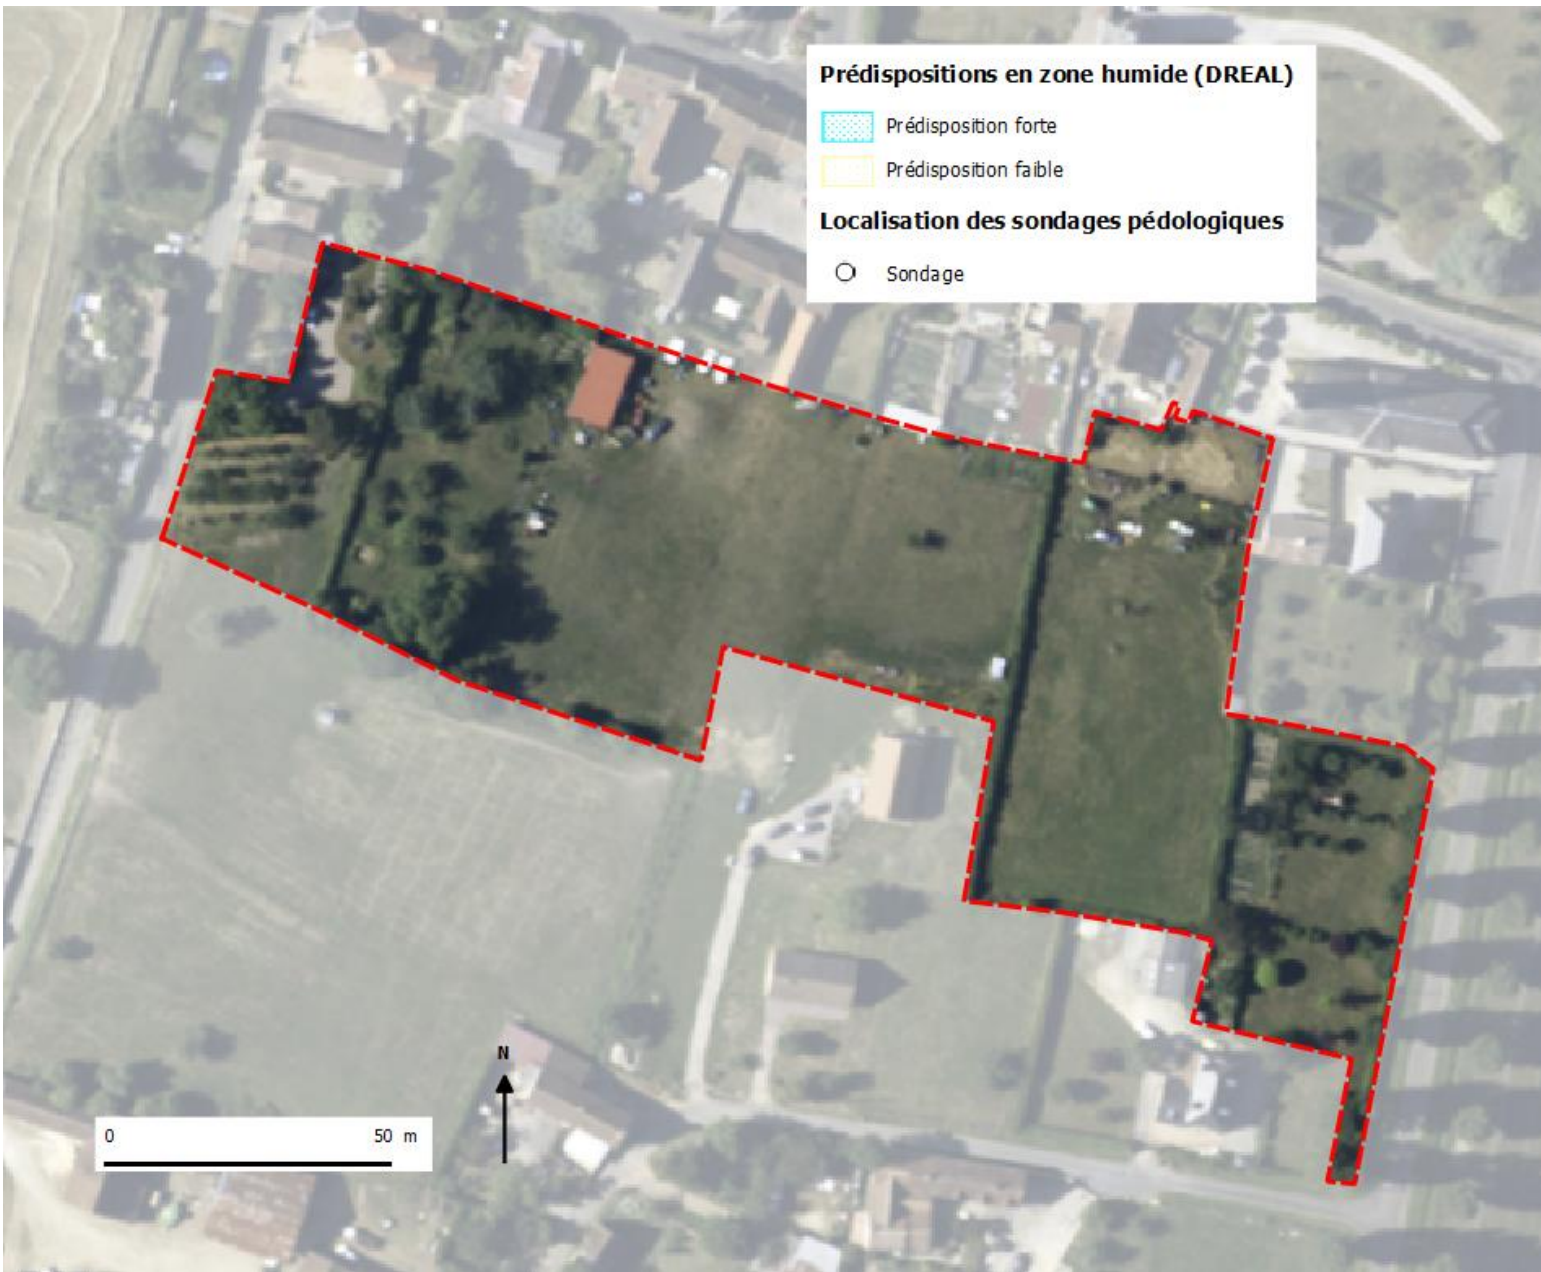 Prédispositions en zone humide (DREAL)
Prédisposition forte
Prédisposition faible
Localisation des sondages pédologiques
Sondage
N
0 50 m